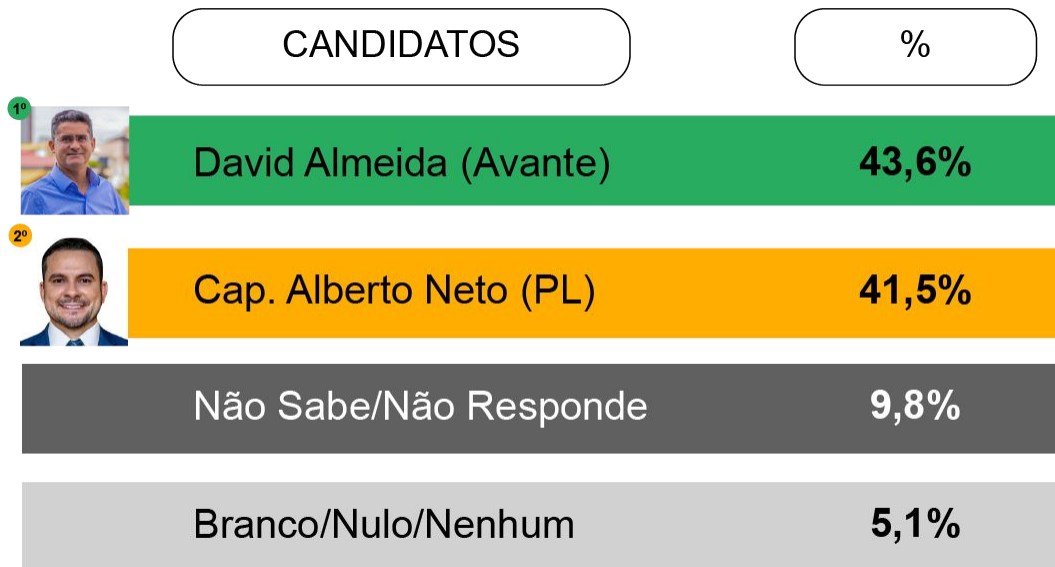 CANDIDATOS %
1º David Almeida (Avante) 43,6%
2º Cap. Alberto Neto (PL) 41,5%
Não Sabe/Não Responde 9,8%
Branco/Nulo/Nenhum 5,1%